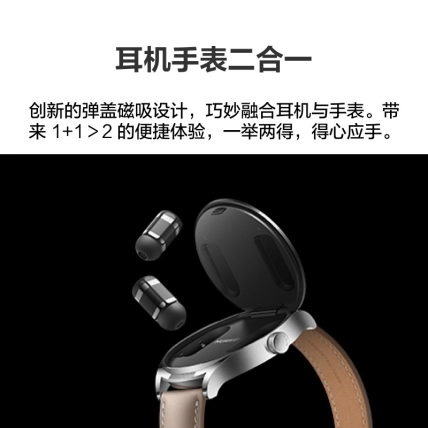 耳机手表二合一
创新的弹盖磁吸设计，巧妙融合耳机与手表。带
来 1+1＞2 的便捷体验，一举两得，得心应手。